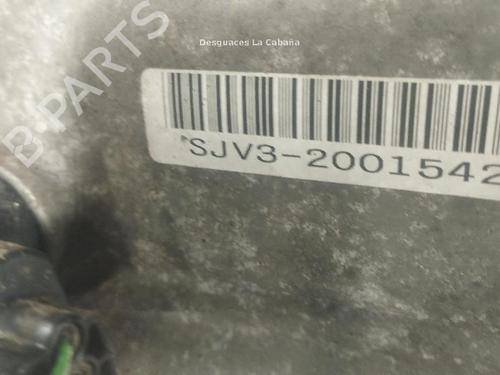 Desguaces La Cabaña
B-PARTS
SJV3-2001542